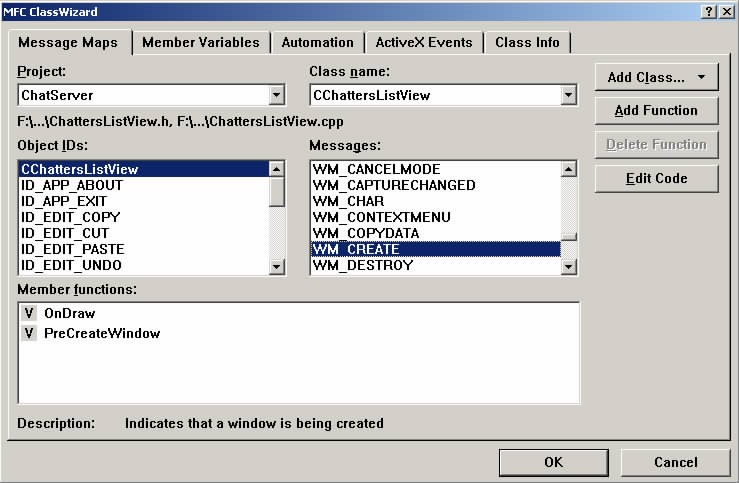 MFC ClassWizard
Message Maps Member Variables Automation ActiveX Events Class Info
Project: Class name:
ChatServer CChattersListView
Add Class...
F:\...\ChattersListView.h, F:\...\ChattersListView.cpp
Add Function
Object IDs: Messages:
Delete Function
CChattersListView
ID_APP_ABOUT
ID_APP_EXIT
ID_EDIT_COPY
ID_EDIT_CUT
ID_EDIT_PASTE
ID_EDIT_UNDO
WM_CANCELMODE
WM_CAPTURECHANGED
WM_CHAR
WM_CONTEXTMENU
WM_COPYDATA
WM_CREATE
WM_DESTROY
Edit Code
Member functions:
V OnDraw
V PreCreateWindow
Description: Indicates that a window is being created
OK Cancel